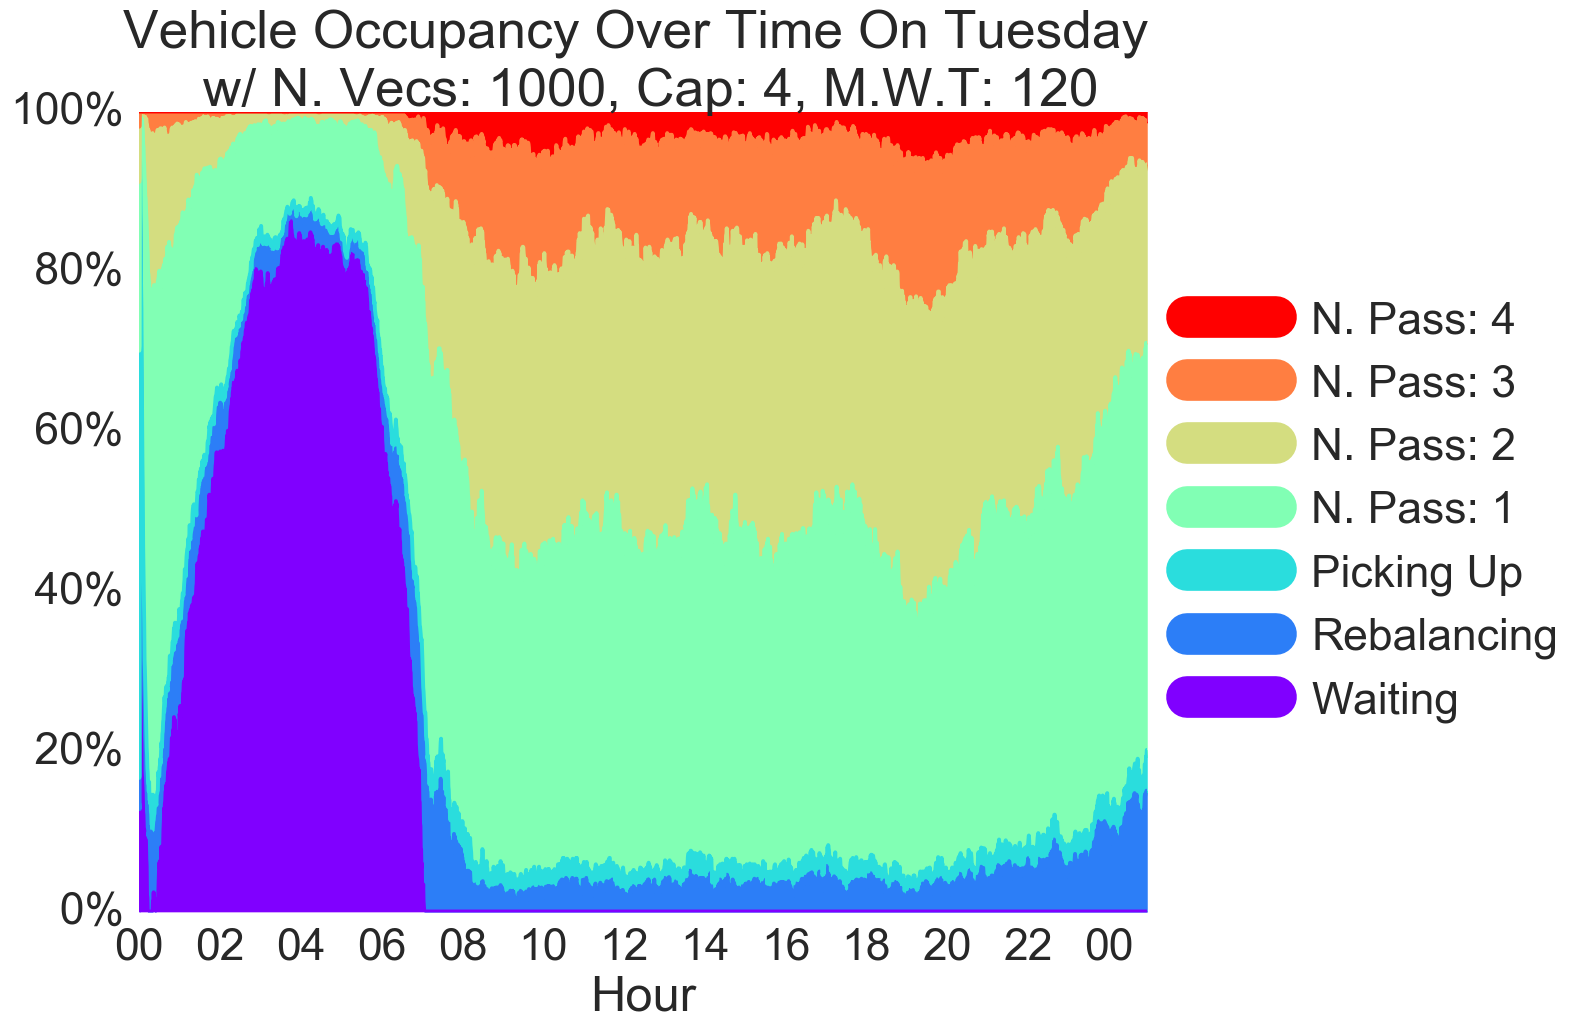 Vehicle Occupancy Over Time On Tuesday
w/ N. Vecs: 1000, Cap: 4, M.W.T: 120
100%
80%
60%
40%
20%
0%
00 02 04 06 08 10 12 14 16 18 20 22 00
Hour
N. Pass: 4
N. Pass: 3
N. Pass: 2
N. Pass: 1
Picking Up
Rebalancing
Waiting